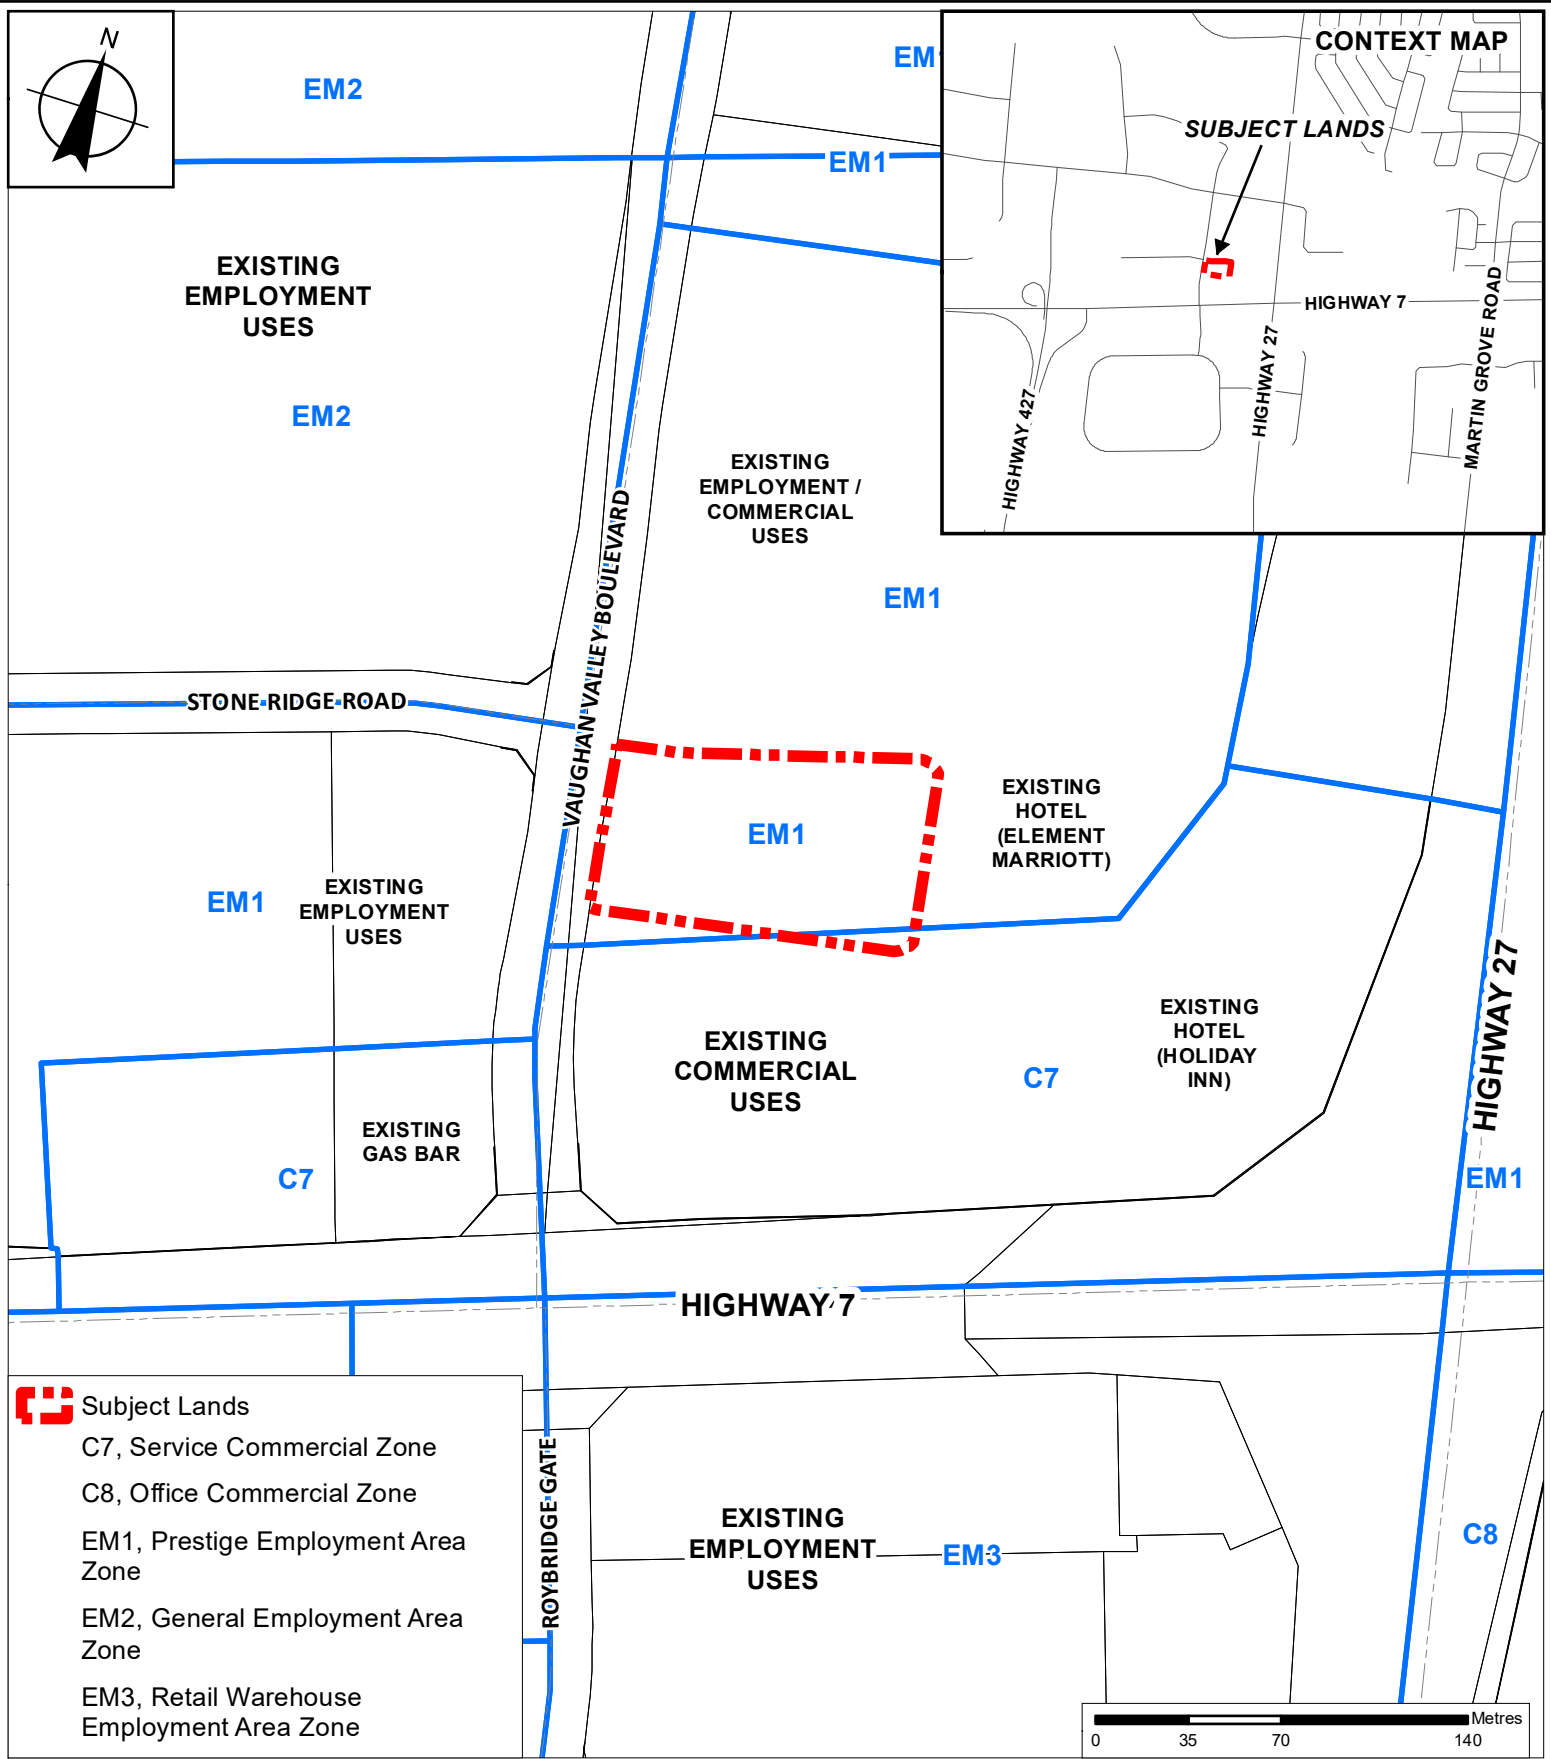 N
EM2
EM
CONTEXT MAP
SUBJECT LANDS
EM1
EXISTING
EMPLOYMENT
USES
HIGHWAY 7
HIGHWAY 27
HIGHWAY 427
MARTIN GROVE ROAD
EM2
EXISTING
EMPLOYMENT /
COMMERCIAL
USES
EM1
VAUGHAN VALLEY BOULEVARD
STONE RIDGE ROAD
EM1
EXISTING
HOTEL
(ELEMENT
MARRIOTT)
EM1
EXISTING
EMPLOYMENT
USES
EXISTING
COMMERCIAL
USES
C7
EXISTING
HOTEL
(HOLIDAY
INN)
HIGHWAY 27
EXISTING
GAS BAR
C7
EM1
HIGHWAY 7
Subject Lands
C7, Service Commercial Zone
C8, Office Commercial Zone
EM1, Prestige Employment Area
Zone
EM2, General Employment Area
Zone
EM3, Retail Warehouse
Employment Area Zone
ROYBRIDGE GATE
EXISTING
EMPLOYMENT
USES
EM3
C8
Metres
0 35 70 140